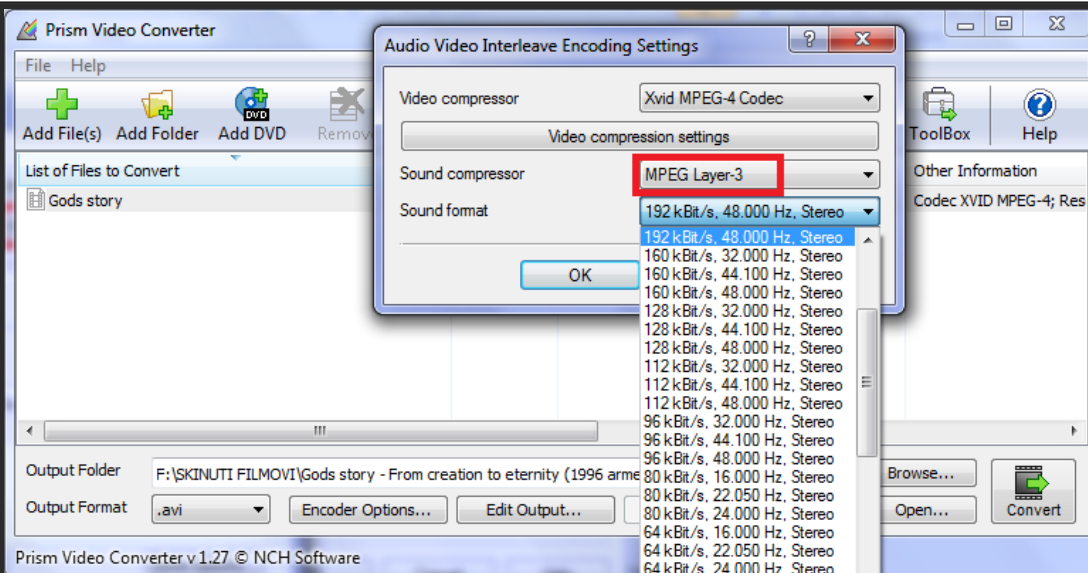 Prism Video Converter
File Help
Add File(s) Add Folder Add DVD Remov ToolBox Help
List of Files to Convert
Other Information
Gods story
Codec XVID MPEG-4; Res
Audio Video Interleave Encoding Settings
Video compressor
Xvid MPEG-4 Codec
Video compression settings
Sound compressor
MPEG Layer-3
Sound format
192 kBit/s, 48.000 Hz, Stereo
192 kBit/s, 48.000 Hz, Stereo
160 kBit/s, 32.000 Hz, Stereo
160 kBit/s, 44.100 Hz, Stereo
160 kBit/s, 48.000 Hz, Stereo
128 kBit/s, 32.000 Hz, Stereo
128 kBit/s, 44.100 Hz, Stereo
128 kBit/s, 48.000 Hz, Stereo
112 kBit/s, 32.000 Hz, Stereo
112 kBit/s, 44.100 Hz, Stereo
112 kBit/s, 48.000 Hz, Stereo
96 kBit/s, 32.000 Hz, Stereo
96 kBit/s, 44.100 Hz, Stereo
96 kBit/s, 48.000 Hz, Stereo
80 kBit/s, 16.000 Hz, Stereo
80 kBit/s, 22.050 Hz, Stereo
80 kBit/s, 24.000 Hz, Stereo
64 kBit/s, 16.000 Hz, Stereo
64 kBit/s, 22.050 Hz, Stereo
64 kBit/s, 24.000 Hz, Stereo
OK
Output Folder
F:\SKINUTI FILMOVI\Gods story - From creation to eternity (1996 arme
Browse...
Output Format
.avi
Encoder Options...
Edit Output...
Open...
Convert
Prism Video Converter v 1.27 © NCH Software